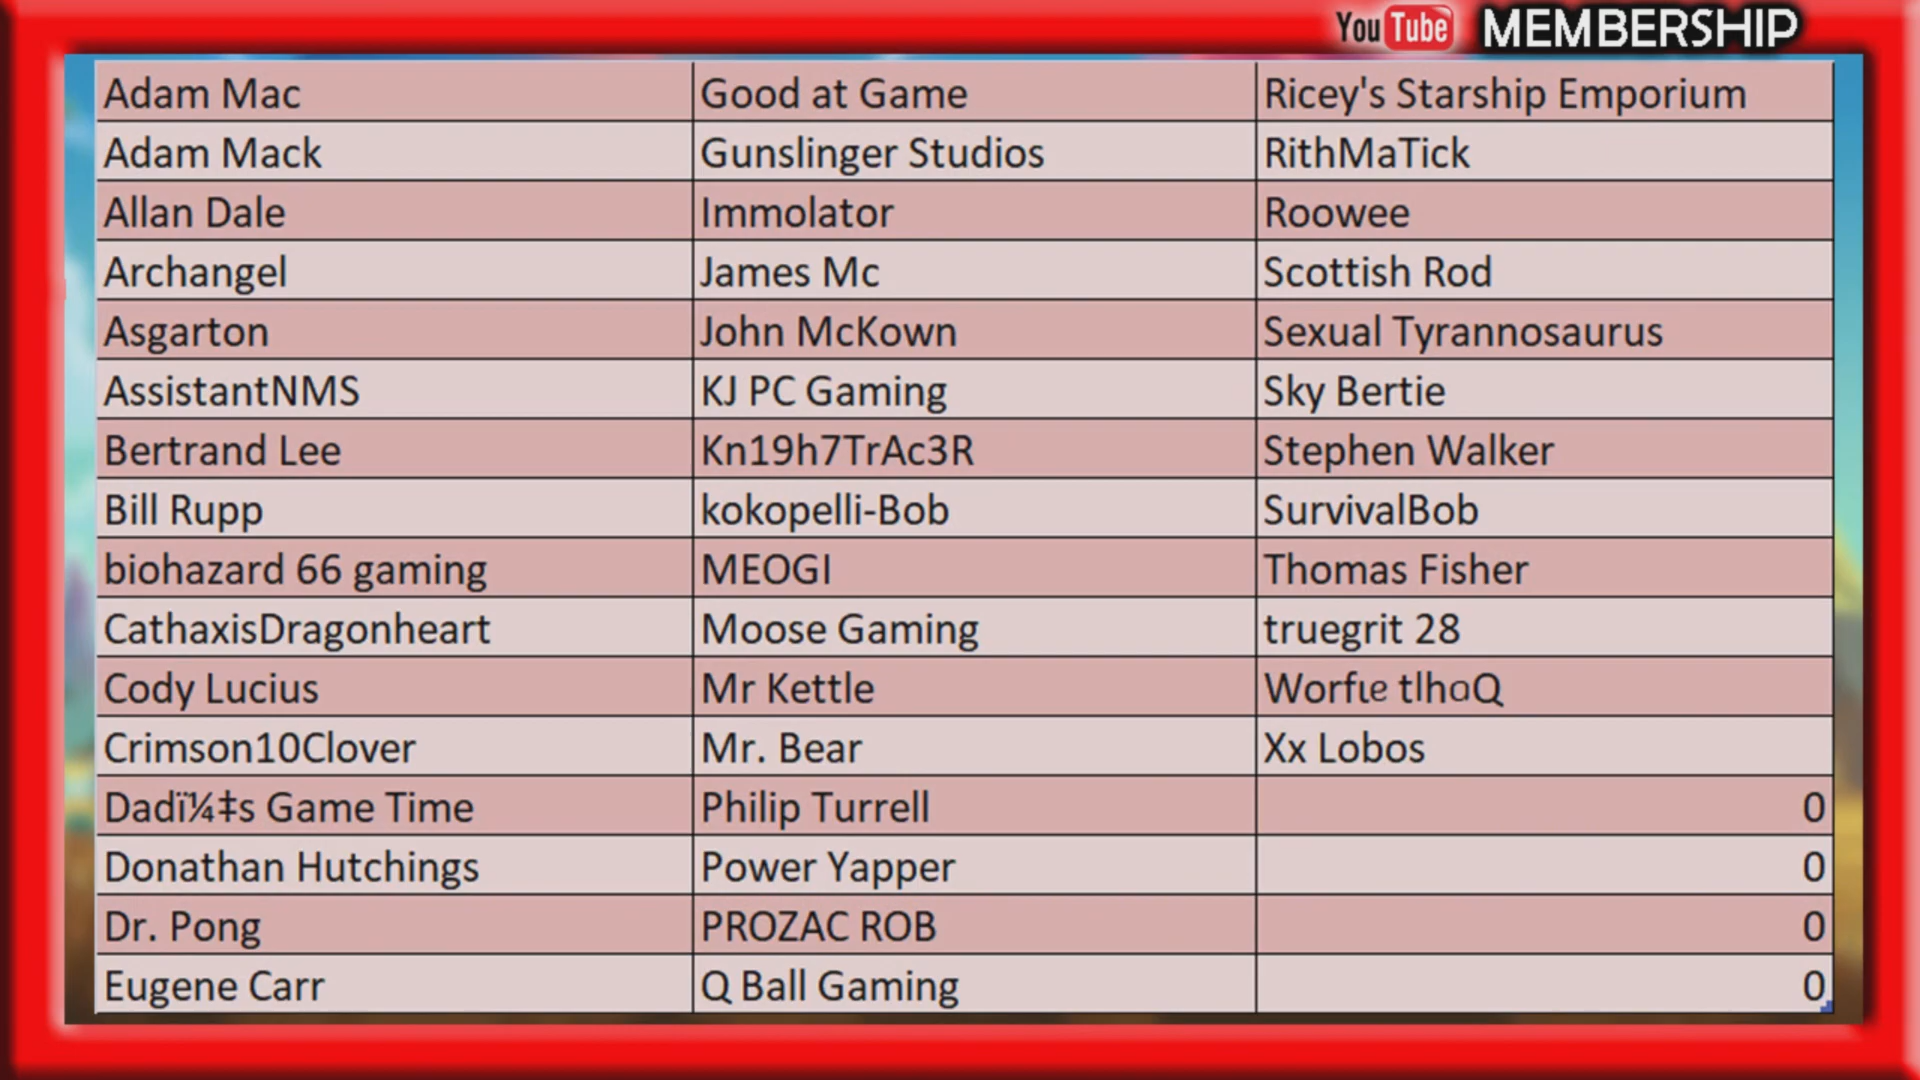 YouTube MEMBERSHIP
Adam Mac Good at Game Ricey's Starship Emporium
Adam Mack Gunslinger Studios RithMaTick
Allan Dale Immolator Roowee
Archangel James Mc Scottish Rod
Asgarton John McKown Sexual Tyrannosaurus
AssistantNMS KJ PC Gaming Sky Bertie
Bertrand Lee Kn19h7TrAc3R Stephen Walker
Bill Rupp kokopelli-Bob SurvivalBob
biohazard 66 gaming MEOGI Thomas Fisher
CathaxisDragonheart Moose Gaming truegrit 28
Cody Lucius Mr Kettle Worfιe tlhɑQ
Crimson10Clover Mr. Bear Xx Lobos
Dadï¼‡s Game Time Philip Turrell 0
Donathan Hutchings Power Yapper 0
Dr. Pong PROZAC ROB 0
Eugene Carr Q Ball Gaming 0